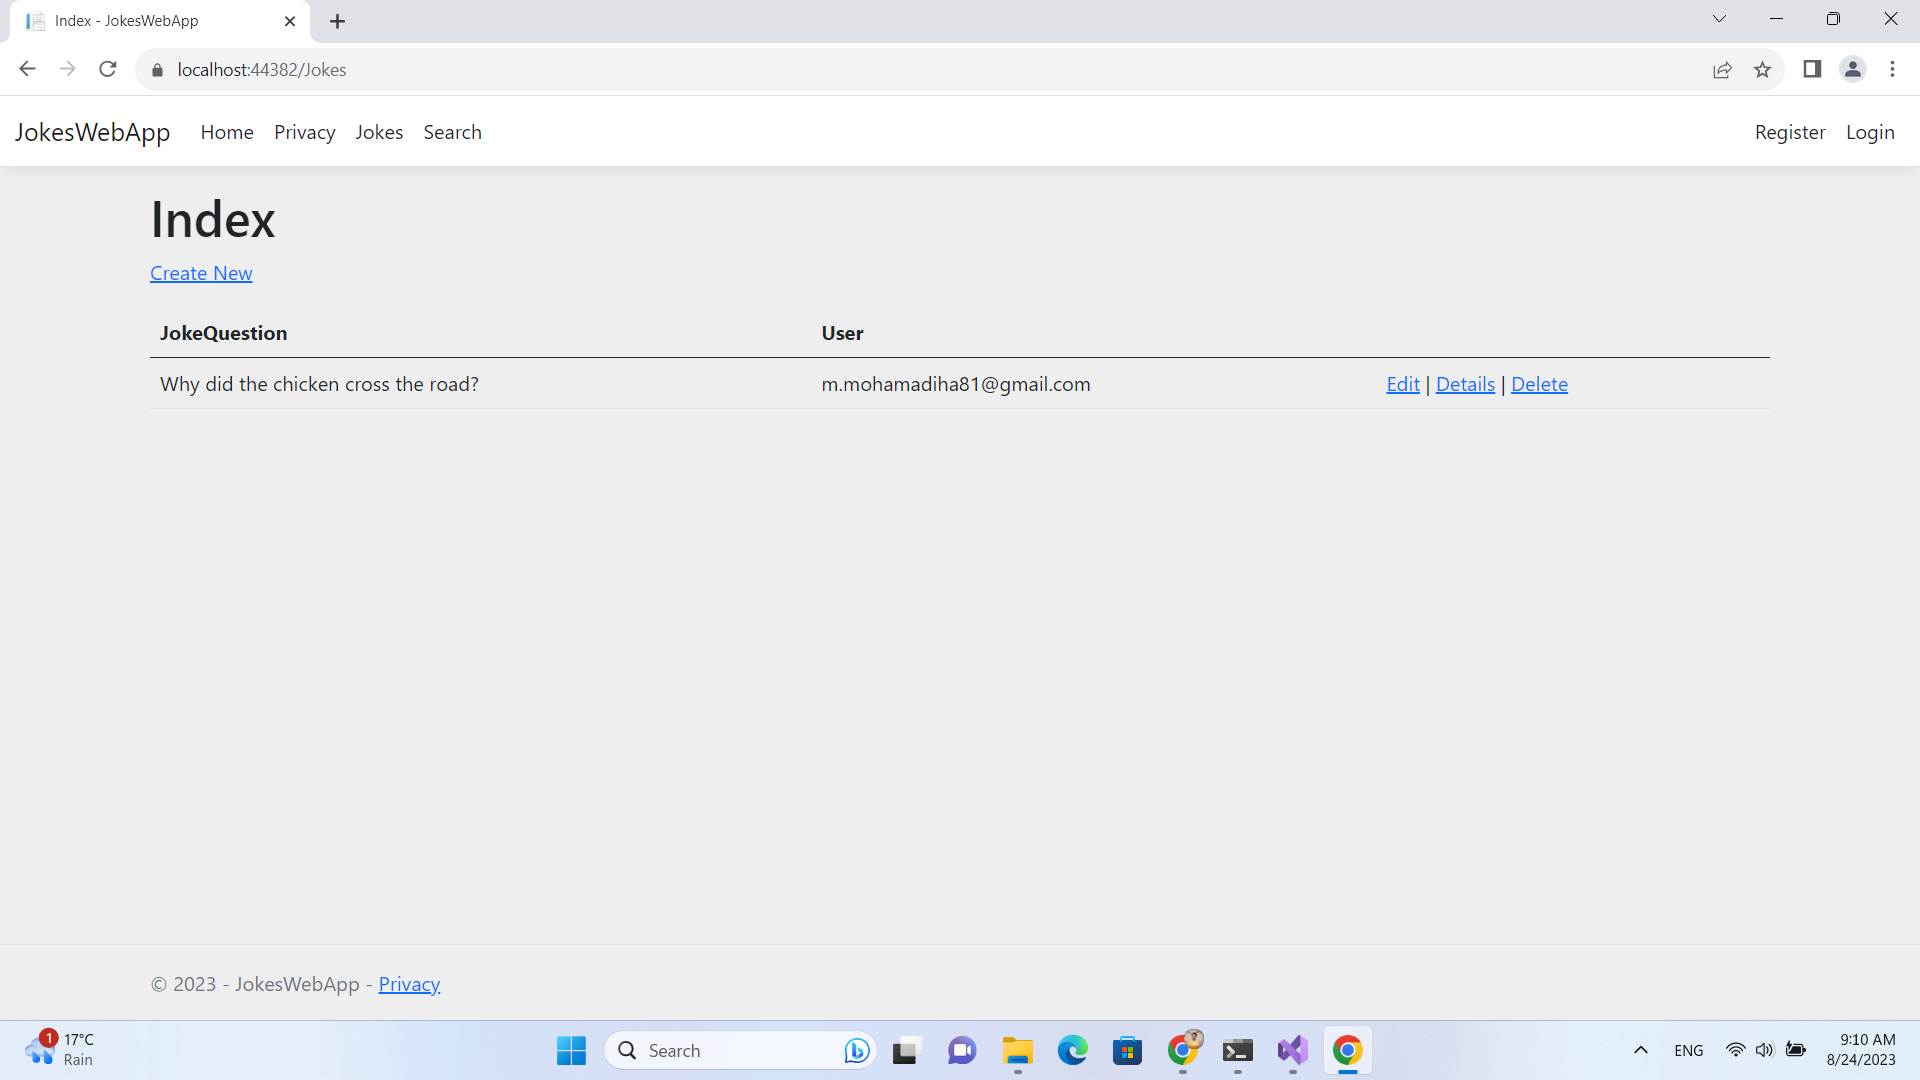 Index - JokesWebApp
localhost:44382/Jokes
JokesWebApp Home Privacy Jokes Search Register Login
Index
Create New
JokeQuestion User
Why did the chicken cross the road? m.mohamadiha81@gmail.com Edit | Details | Delete
© 2023 - JokesWebApp - Privacy
1 17°C
Rain
Search
ENG
9:10 AM
8/24/2023